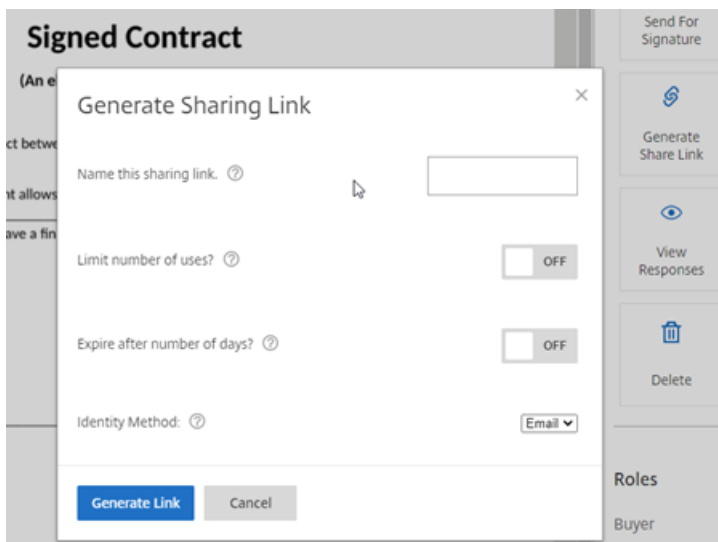 Signed Contract
(An e
ct betwe
nt allows
ave a fin
Generate Sharing Link
Name this sharing link.
Limit number of uses?
OFF
Expire after number of days?
OFF
Identity Method:
Email
Generate Link
Cancel
Send For
Signature
Generate
Share Link
View
Responses
Delete
Roles
Buyer